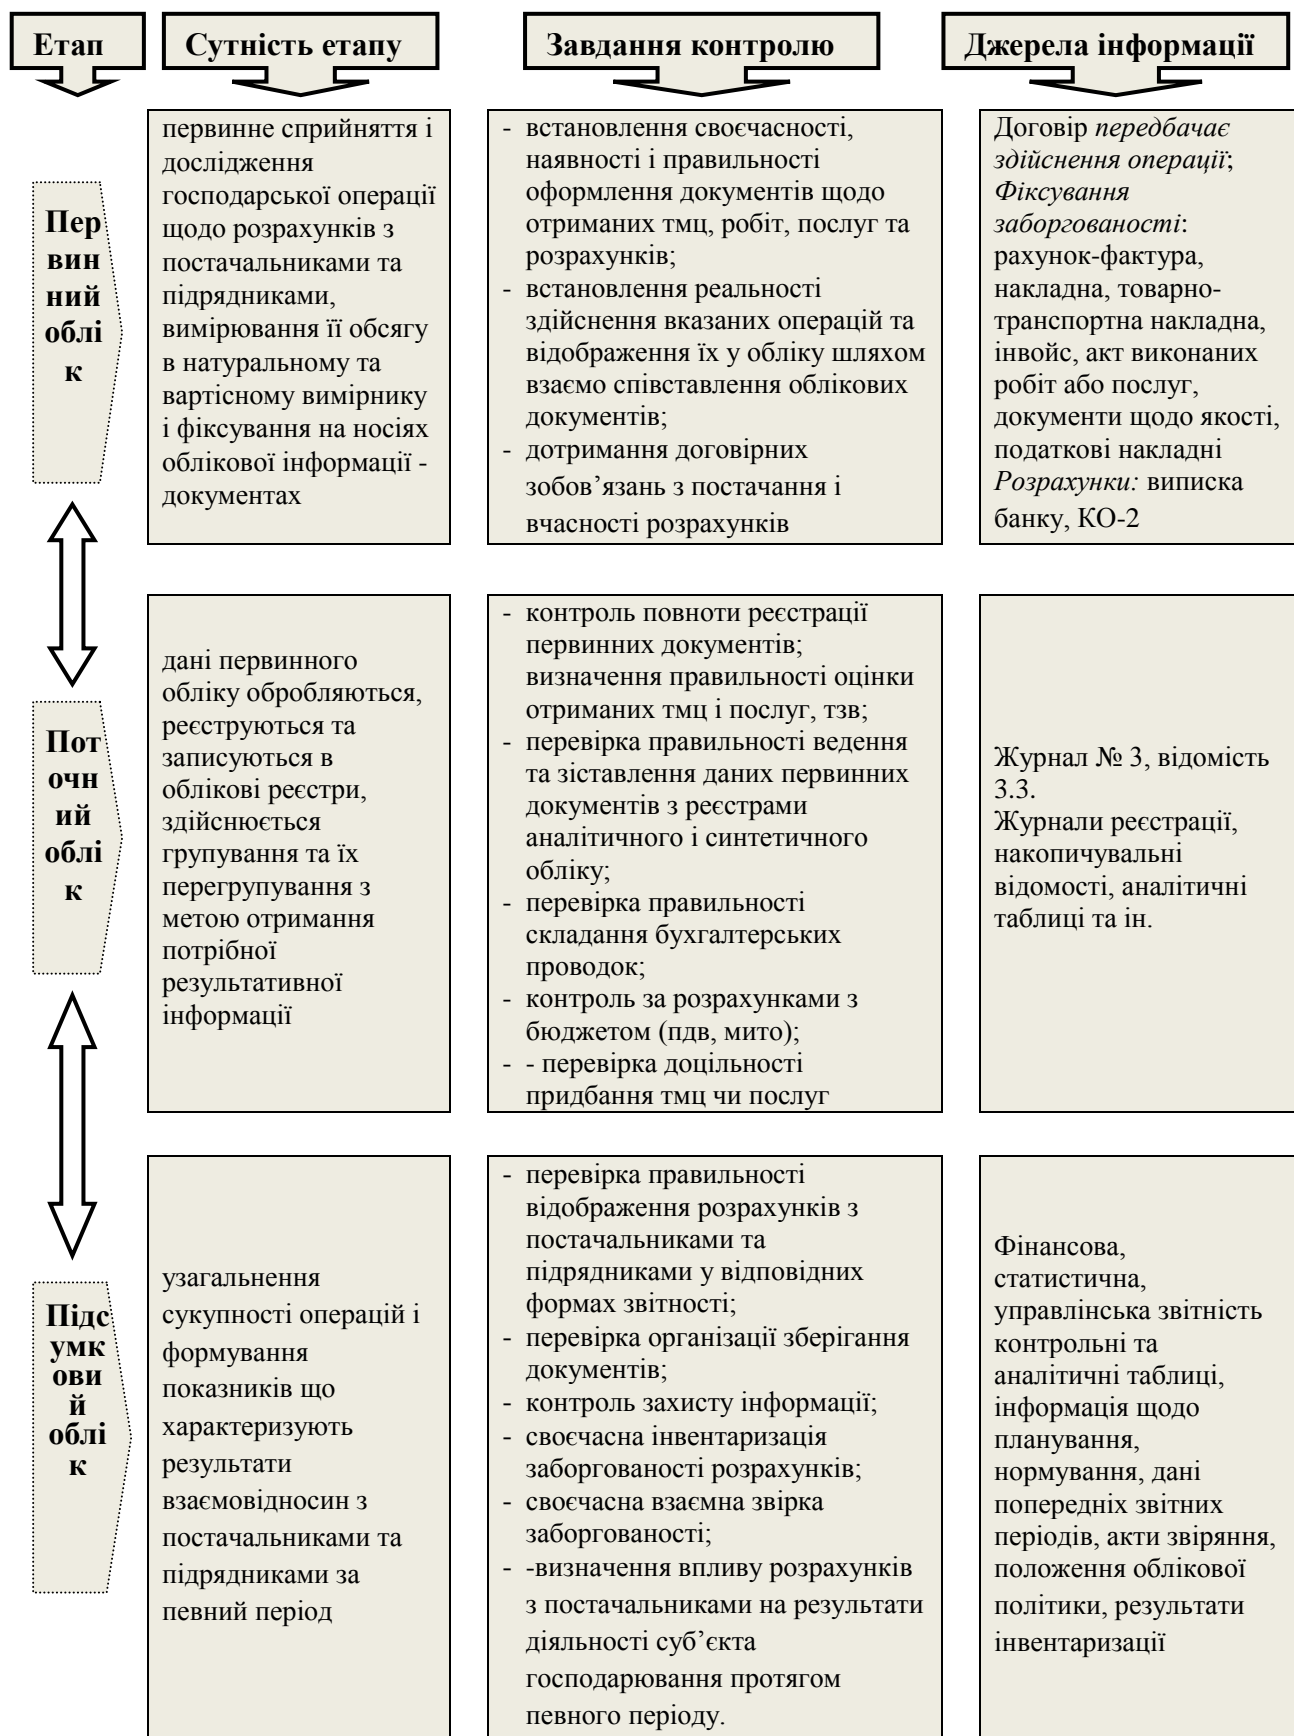 Етап
Сутність етапу
Завдання контролю
Джерела інформації
Пер
вин
ний
облі
к
первинне сприйняття і
дослідження
господарської операції
щодо розрахунків з
постачальниками та
підрядниками,
вимірювання її обсягу
в натуральному та
вартісному вимірнику
і фіксування на носіях
облікової інформації -
документах
- встановлення своєчасності,
наявності і правильності
оформлення документів щодо
отриманих тмц, робіт, послуг та
розрахунків;
- встановлення реальності
здійснення вказаних операцій та
відображення їх у обліку шляхом
взаємо співставлення облікових
документів;
- дотримання договірних
зобов’язань з постачання і
вчасності розрахунків
Договір передбачає
здійснення операції;
Фіксування
заборгованості:
рахунок-фактура,
накладна, товарно-
транспортна накладна,
інвойс, акт виконаних
робіт або послуг,
документи щодо якості,
податкові накладні
Розрахунки: виписка
банку, КО-2
Пот
очн
ий
облі
к
дані первинного
обліку обробляються,
реєструються та
записуються в
облікові реєстри,
здійснюється
групування та їх
перегрупування з
метою отримання
потрібної
результативної
інформації
- контроль повноти реєстрації
первинних документів;
визначення правильності оцінки
отриманих тмц і послуг, тзв;
- перевірка правильності ведення
та зіставлення даних первинних
документів з реєстрами
аналітичного і синтетичного
обліку;
- перевірка правильності
складання бухгалтерських
проводок;
- контроль за розрахунками з
бюджетом (пдв, мито);
- - перевірка доцільності
придбання тмц чи послуг
Журнал № 3, відомість
3.3.
Журнали реєстрації,
накопичувальні
відомості, аналітичні
таблиці та ін.
Підс
умк
ови
й
облі
к
узагальнення
сукупності операцій і
формування
показників що
характеризують
результати
взаємовідносин з
постачальниками та
підрядниками за
певний період
- перевірка правильності
відображення розрахунків з
постачальниками та
підрядниками у відповідних
формах звітності;
- перевірка організації зберігання
документів;
- контроль захисту інформації;
- своєчасна інвентаризація
заборгованості розрахунків;
- своєчасна взаємна звірка
заборгованості;
- -визначення впливу розрахунків
з постачальниками на результати
діяльності суб’єкта
господарювання протягом
певного періоду.
Фінансова,
статистична,
управлінська звітність
контрольні та
аналітичні таблиці,
інформація щодо
планування,
нормування, дані
попередніх звітних
періодів, акти звіряння,
положення облікової
політики, результати
інвентаризації